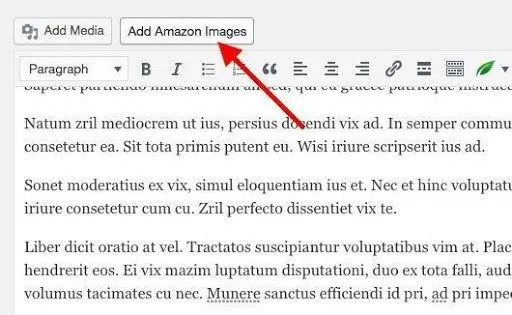 Add Media
Add Amazon Images
Paragraph
Natum zril mediocrem ut ius, persius docendi vix ad. In semper commu
consetetur ea. Sit tota primis putent eu. Wisi iriure scripserit ius ad.
Sonet moderatius ex vix, simul eloquentiam ius et. Nec et hinc voluptatu
iriure consetetur cum cu. Zril perfecto dissentiet vix te.
Liber dicit oratio at vel. Tractatos suscipiantur voluptatibus vim at. Plac
hendrerit eos. Ei vix mazim luptatum disputationi, duo ex tota falli, aud
volumus tacimates cu nec. Munere sanctus efficiendi id pri, ad pri impe